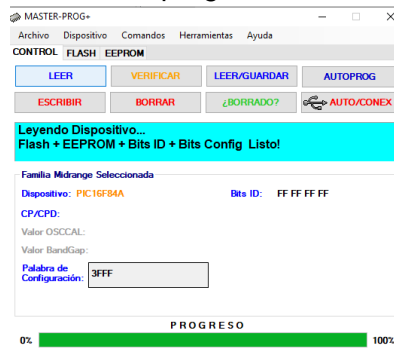 MASTER-PROG+
Archivo Dispositivo Comandos Herramientas Ayuda
CONTROL FLASH EEPROM
LEER VERIFICAR LEER/GUARDAR AUTOPROG
ESCRIBIR BORRAR ¿BORRADO? AUTO/CONEX
Leyendo Dispositivo...
Flash + EEPROM + Bits ID + Bits Config Listo!
Familia Midrange Seleccionada
Dispositivo: PIC16F84A Bits ID: FF FF FF FF
CP/CPD:
Valor OSCCAL:
Valor BandGap:
Palabra de
Configuración: 3FFF
PROGRESO
0% 100%